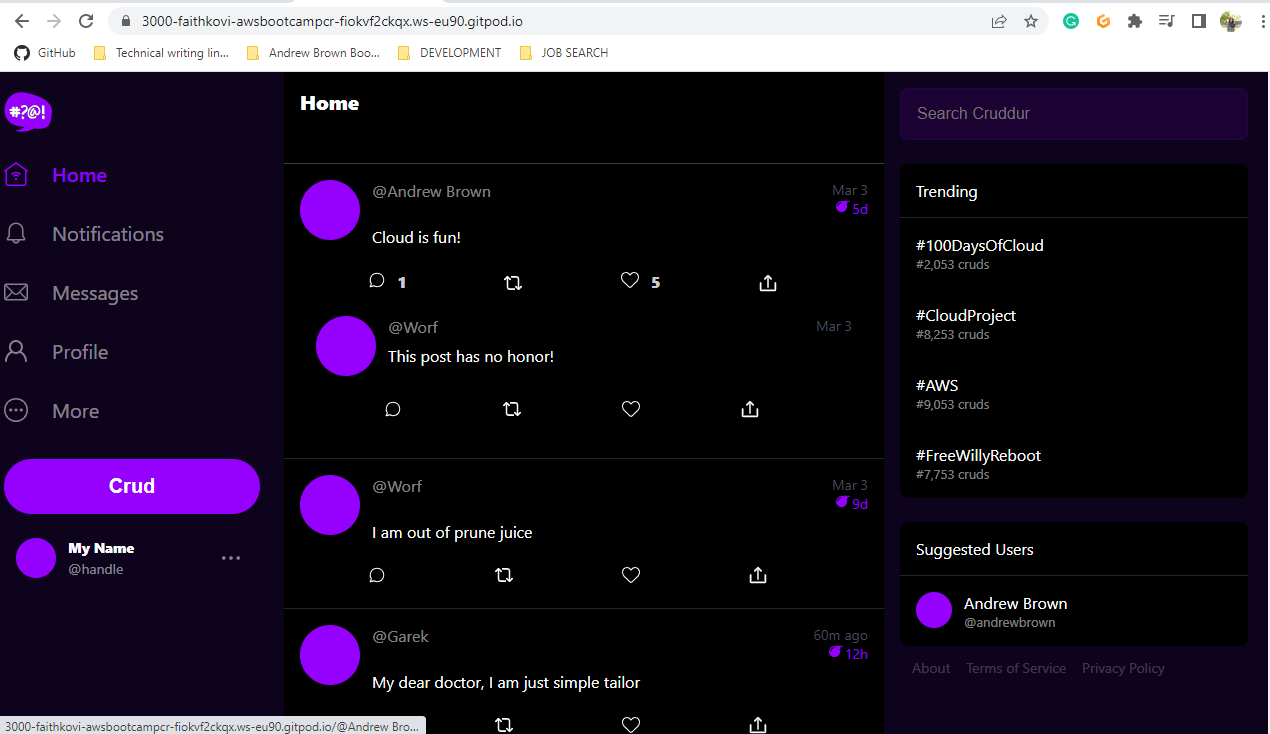 3000-faithkovi-awsbootcampcr-fiokvf2ckqx.ws-eu90.gitpod.io
GitHub
Technical writing lin...
Andrew Brown Boo...
DEVELOPMENT
JOB SEARCH
#?@!
Home
Notifications
Messages
Profile
More
Crud
My Name
@handle
Home
@Andrew Brown
Mar 3
5d
Cloud is fun!
1 5
@Worf
Mar 3
This post has no honor!
@Worf
Mar 3
9d
I am out of prune juice
@Garek
60m ago
12h
My dear doctor, I am just simple tailor
Search Cruddur
Trending
#100DaysOfCloud
#2,053 cruds
#CloudProject
#8,253 cruds
#AWS
#9,053 cruds
#FreeWillyReboot
#7,753 cruds
Suggested Users
Andrew Brown
@andrewbrown
About Terms of Service Privacy Policy
3000-faithkovi-awsbootcampcr-fiokvf2ckqx.ws-eu90.gitpod.io/@Andrew Bro...